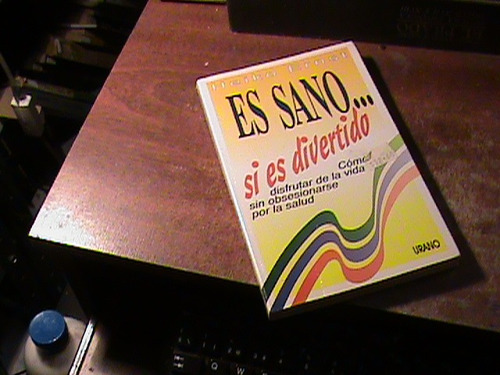 ES SANO...
si es divertido
Cómo
disfrutar de la vida
sin obsesionarse
por la salud
URANO
Q W